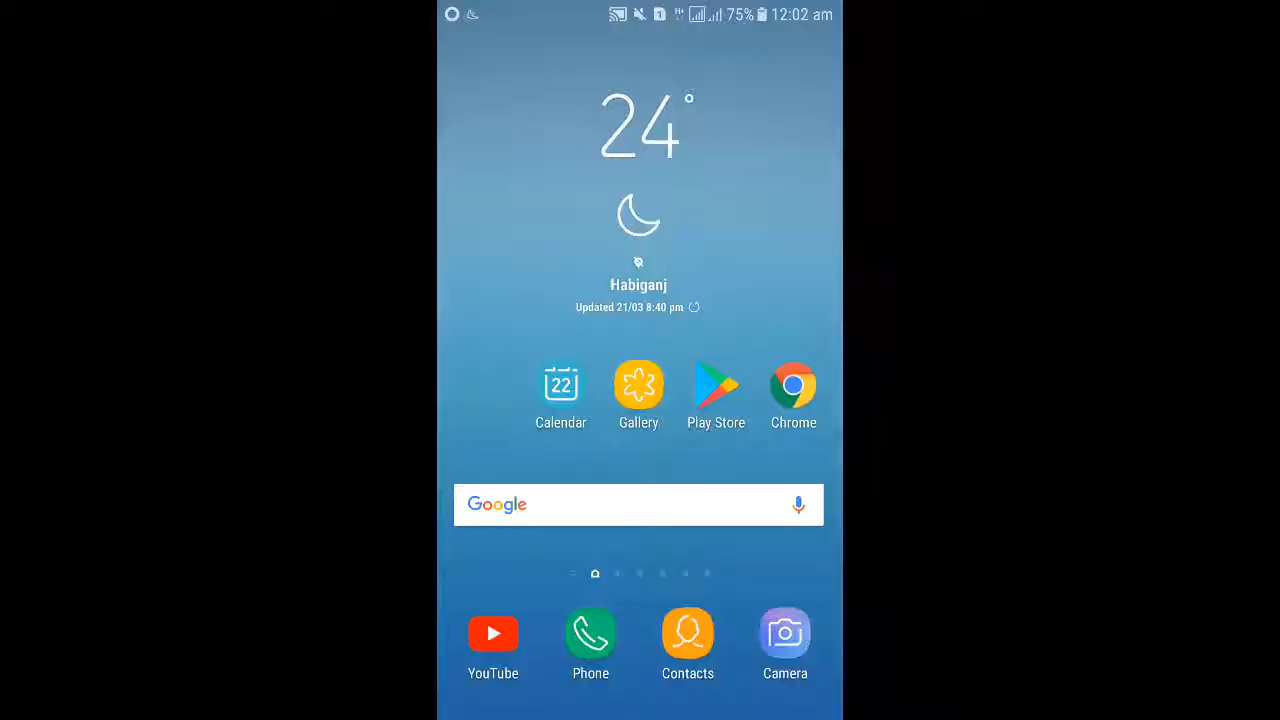 75% 12:02 am
24°
Habiganj
Updated 21/03 8:40 pm
22
Calendar Gallery Play Store Chrome
Google
YouTube Phone Contacts Camera